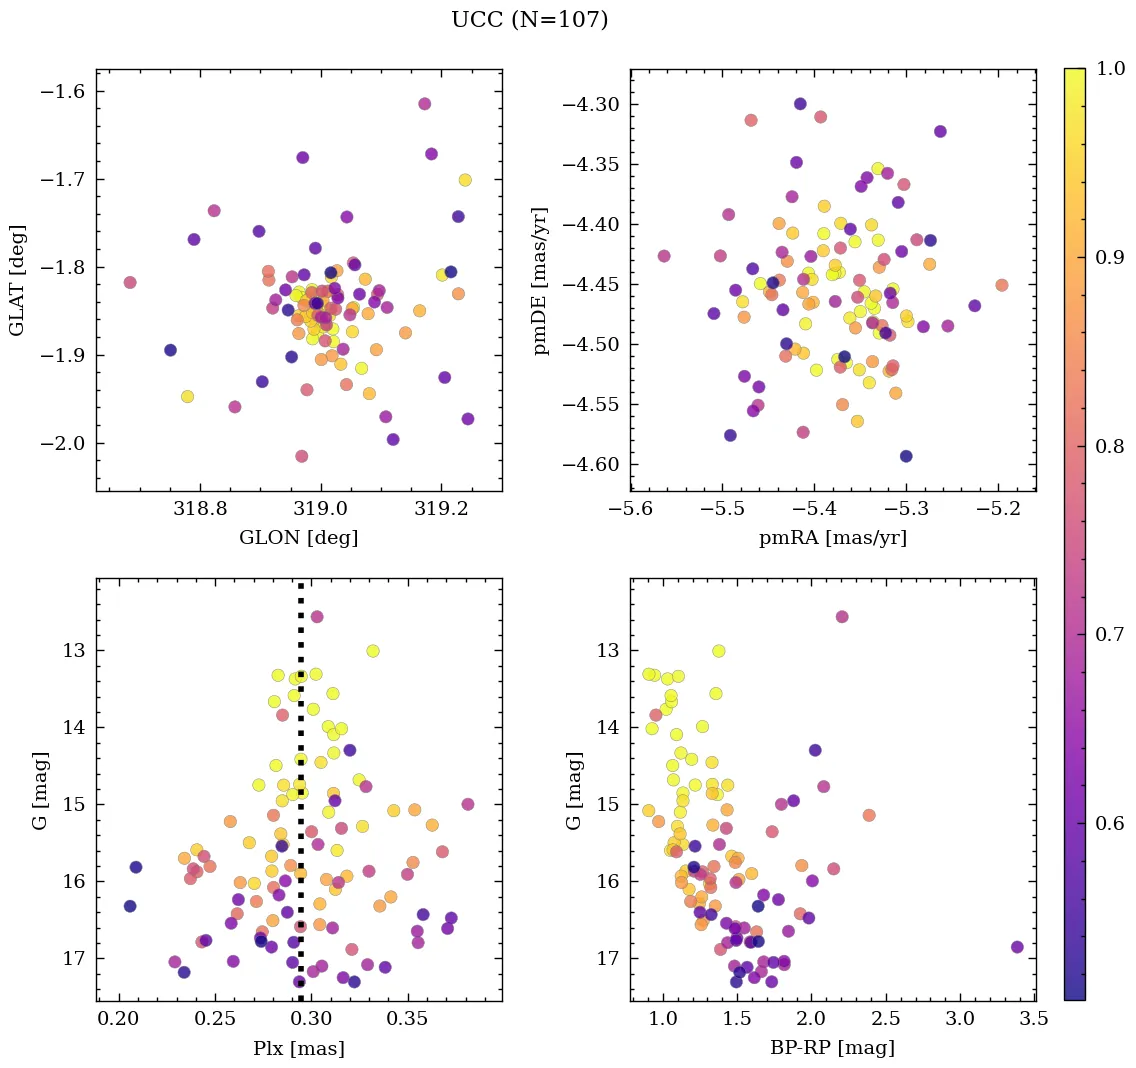 UCC (N=107)
−1.6
−1.7
−1.8
−1.9
−2.0
GLAT [deg]
318.8 319.0 319.2
GLON [deg]
−4.30
−4.35
−4.40
−4.45
−4.50
−4.55
−4.60
pmDE [mas/yr]
−5.6 −5.5 −5.4 −5.3 −5.2
pmRA [mas/yr]
1.0
0.9
0.8
0.7
0.6
13
14
15
16
17
G [mag]
0.20 0.25 0.30 0.35
Plx [mas]
13
14
15
16
17
G [mag]
1.0 1.5 2.0 2.5 3.0 3.5
BP-RP [mag]